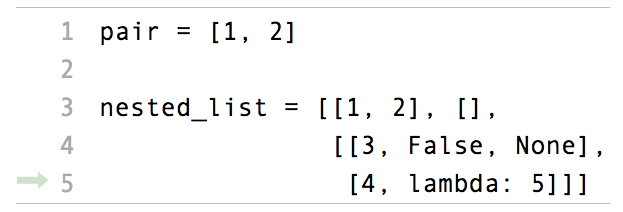 1 pair = [1, 2]
2
3 nested_list = [[1, 2], [],
4                [[3, False, None],
5                 [4, lambda: 5]]]